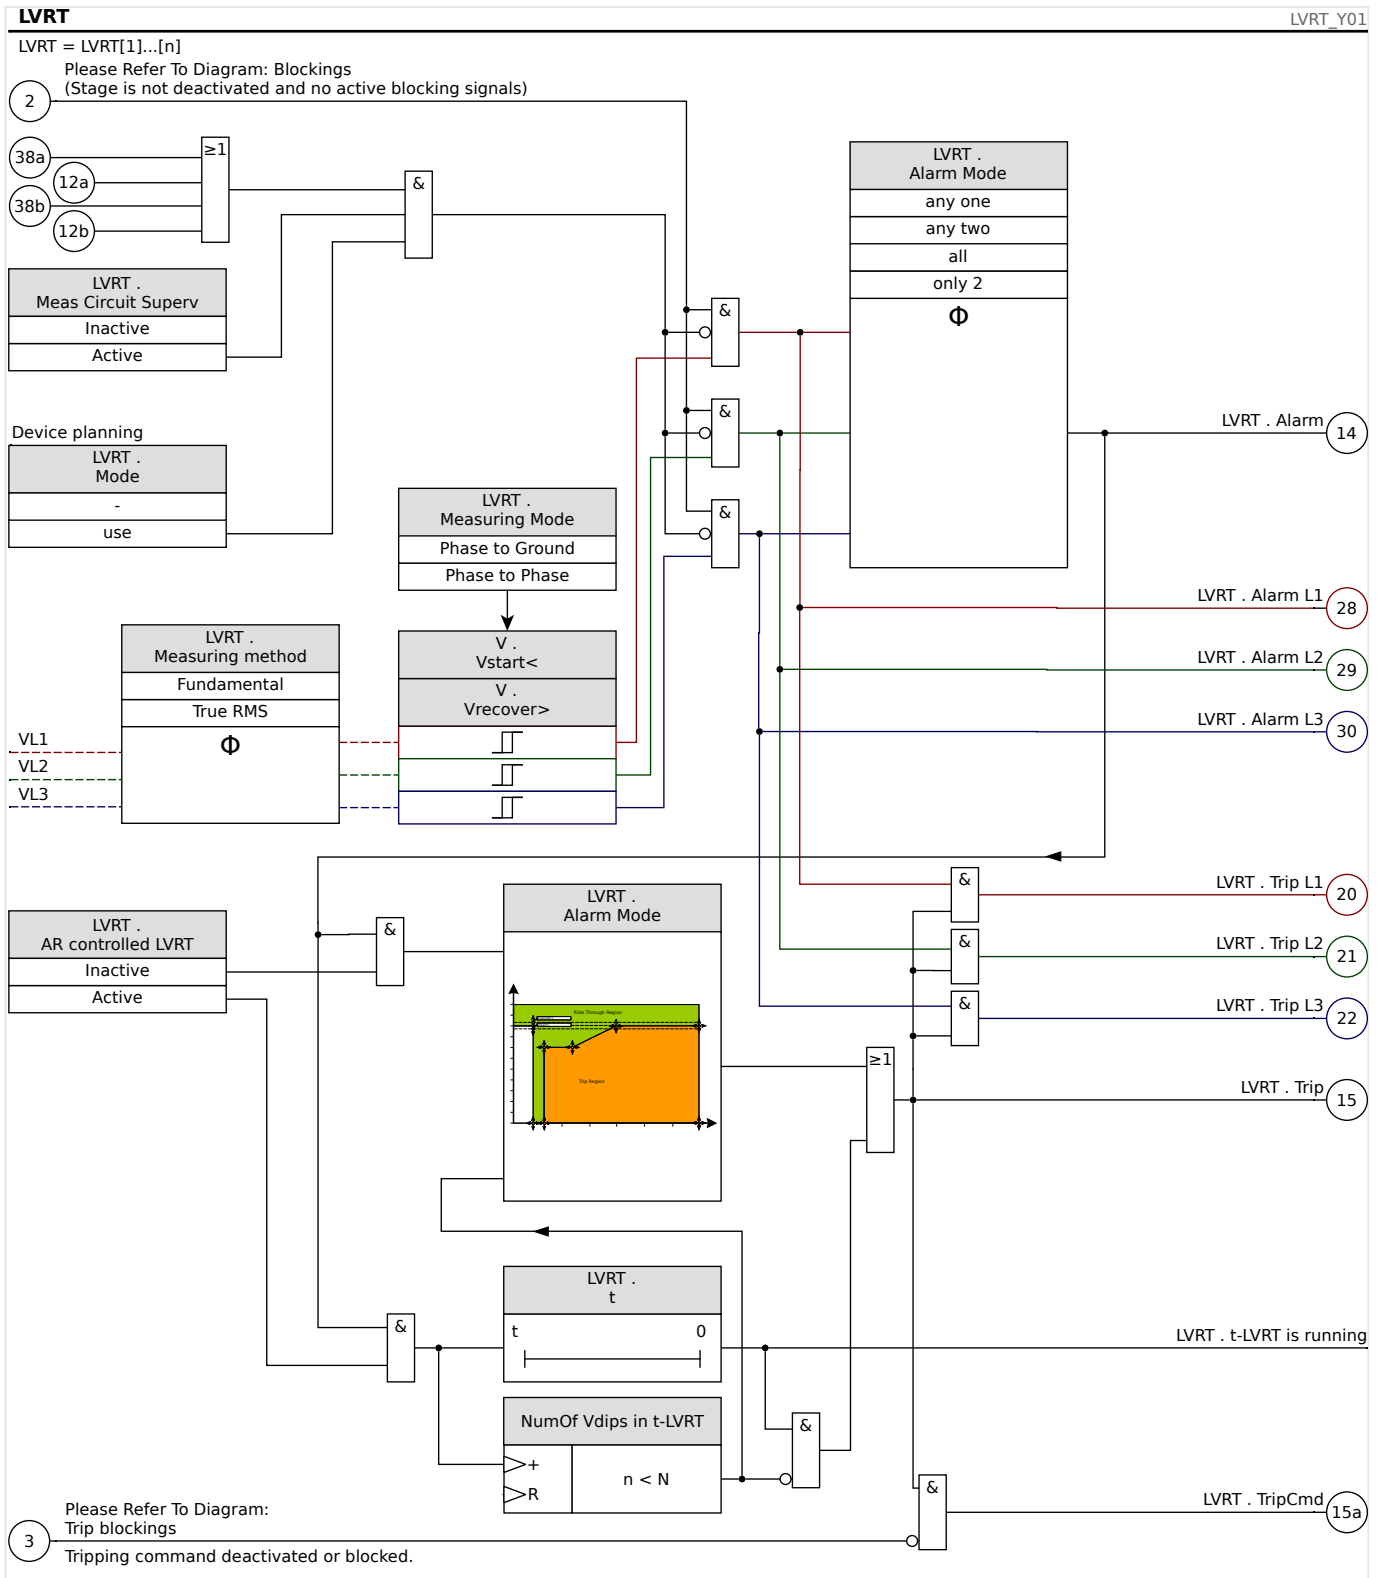 LVRT
LVRT_Y01
LVRT = LVRT[1]...[n]
Please Refer To Diagram: Blockings
(Stage is not deactivated and no active blocking signals)
2
38a
12a
38b
12b
≥1
&
LVRT .
Meas Circuit Superv
Inactive
Active
Device planning
LVRT .
Mode
-
use
LVRT .
Measuring Mode
Phase to Ground
Phase to Phase
LVRT .
Measuring method
Fundamental
True RMS
Φ
VL1
VL2
VL3
V .
Vstart<
V .
Vrecover>
&
&
&
LVRT .
Alarm Mode
any one
any two
all
only 2
Φ
LVRT . Alarm
14
LVRT . Alarm L1
28
LVRT . Alarm L2
29
LVRT . Alarm L3
30
LVRT .
AR controlled LVRT
Inactive
Active
&
LVRT .
Alarm Mode
Ride Through Region
Trip Region
&
LVRT . Trip L1
20
&
LVRT . Trip L2
21
&
LVRT . Trip L3
22
≥1
LVRT . Trip
15
LVRT .
t
t 0
&
LVRT . t-LVRT is running
NumOf Vdips in t-LVRT
+
R
n < N
&
&
LVRT . TripCmd
15a
Please Refer To Diagram:
Trip blockings
3
Tripping command deactivated or blocked.